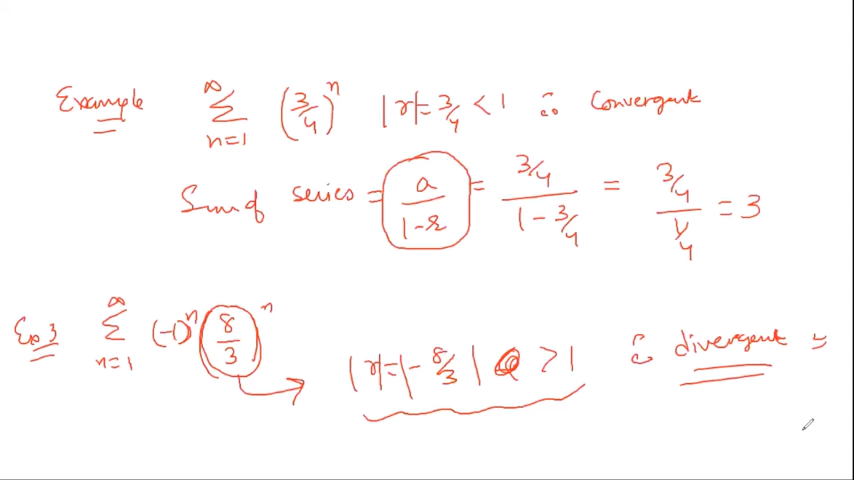 Example ∞ Σ n=1 (3/4)^n |r|= 3/4 < 1 ∴ Convergent
Sum of series = a/1-r = 3/4 / 1 - 3/4 = 3/4 / 1/4 = 3
Ex 3 ∞ Σ n=1 (-1)^n (8/3)^n |r|=|- 8/3| > 1 ∴ divergent